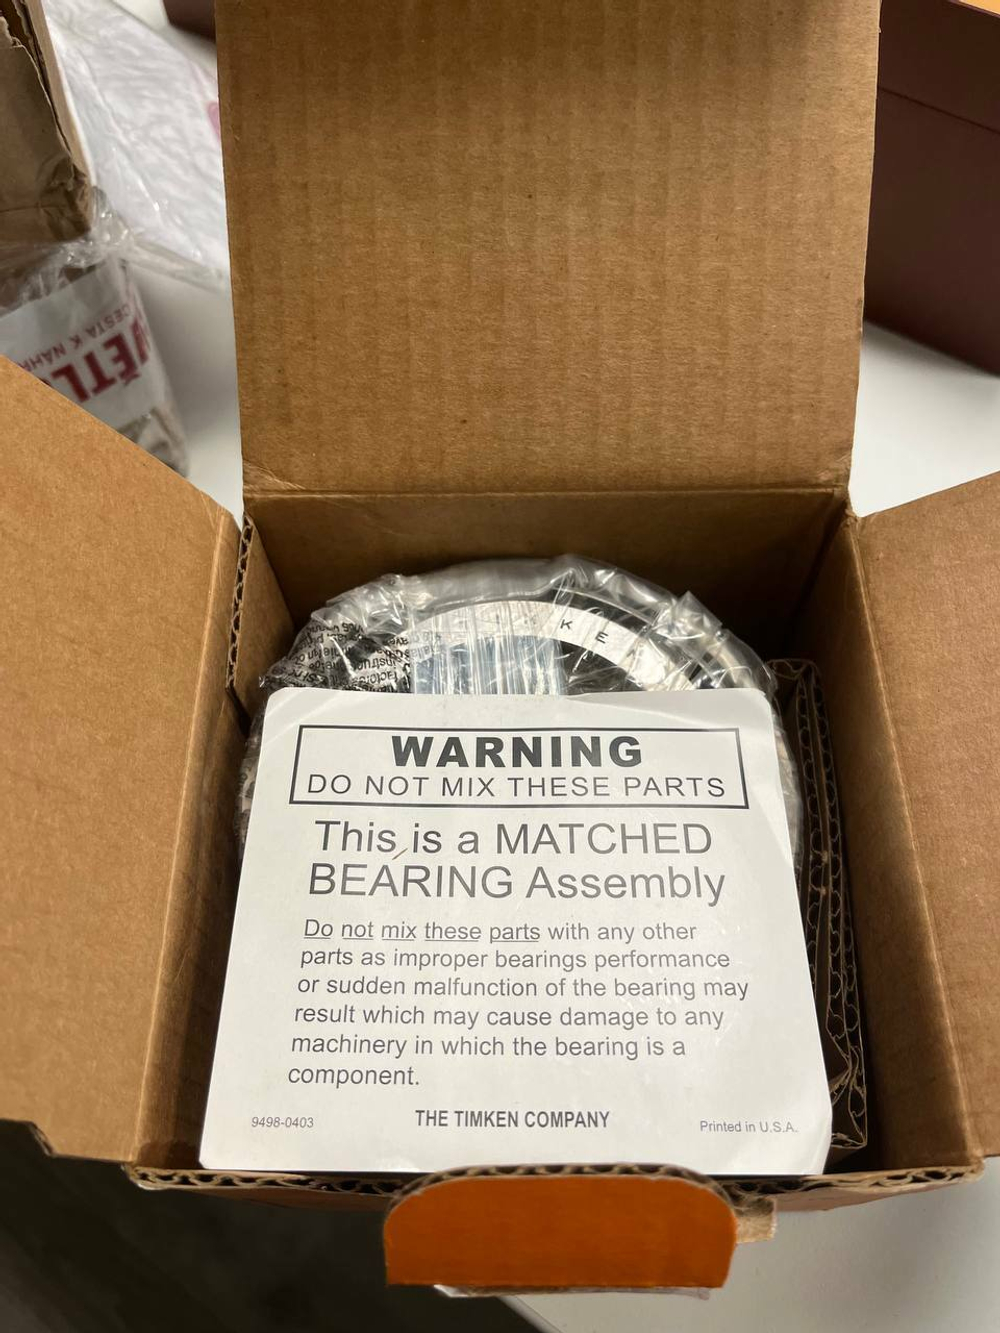 CESTA K
K E
WARNING
DO NOT MIX THESE PARTS
This is a MATCHED
BEARING Assembly
Do not mix these parts with any other
parts as improper bearings performance
or sudden malfunction of the bearing may
result which may cause damage to any
machinery in which the bearing is a
component.
9498-0403
THE TIMKEN COMPANY
Printed in U.S.A.